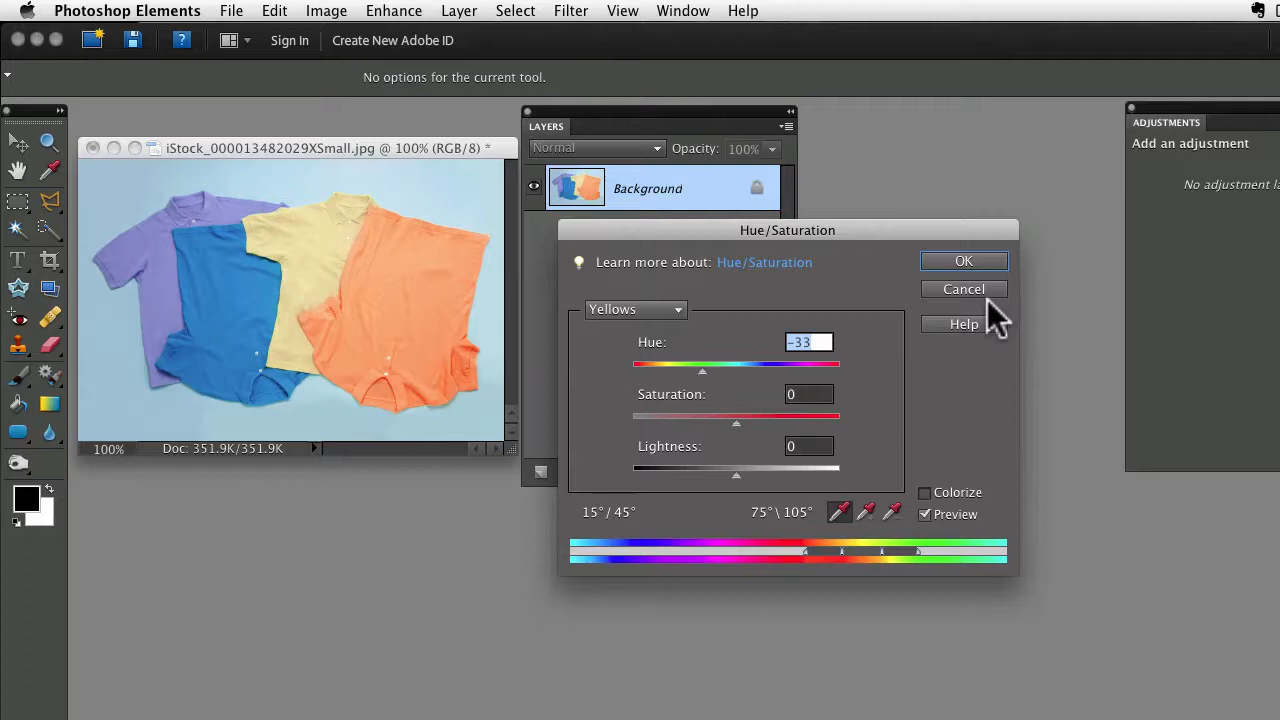 Photoshop Elements File Edit Image Enhance Layer Select Filter View Window Help
Sign In Create New Adobe ID
No options for the current tool.
iStock_000013482029XSmall.jpg @ 100% (RGB/8) *
100% Doc: 351.9K/351.9K
LAYERS
Normal Opacity: 100%
Background
ADJUSTMENTS
Add an adjustment
No adjustment
Hue/Saturation
Learn more about: Hue/Saturation
OK
Cancel
Help
Yellows
Hue: -33
Saturation: 0
Lightness: 0
Colorize
Preview
15°/ 45° 75°\ 105°